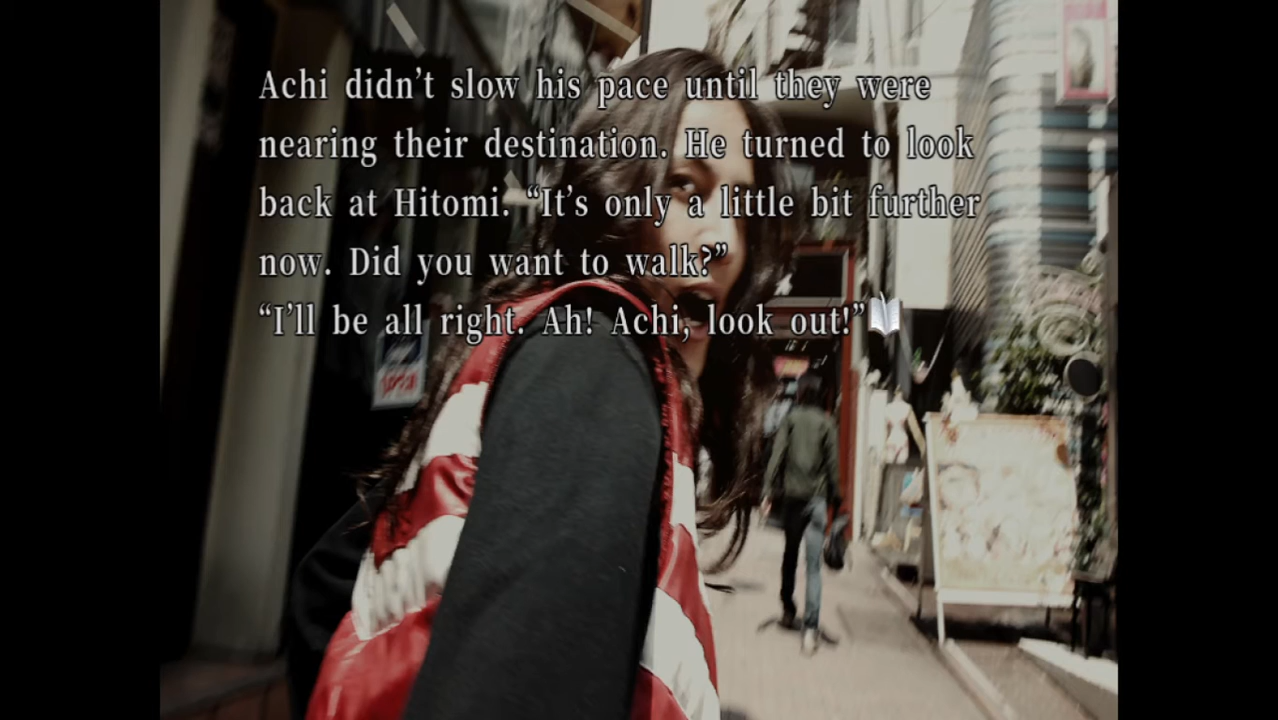 Achi didn’t slow his pace until they were
nearing their destination. He turned to look
back at Hitomi. “It’s only a little bit further
now. Did you want to walk?”
“I’ll be all right. Ah! Achi, look out!”